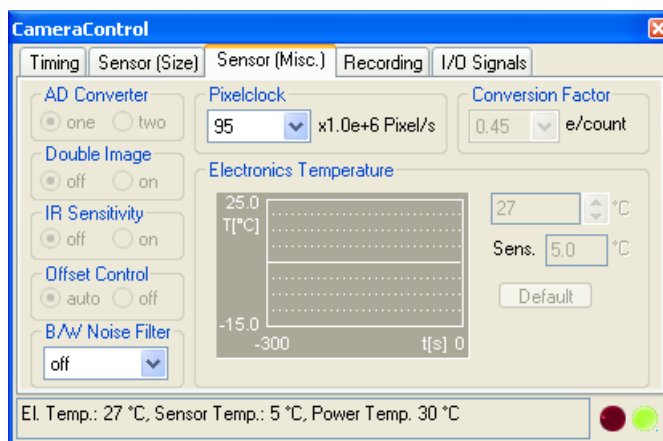 CameraControl
Timing Sensor (Size) Sensor (Misc.) Recording I/O Signals
AD Converter
one two
Double Image
off on
IR Sensitivity
off on
Offset Control
auto off
B/W Noise Filter
off
Pixelclock
95 x1.0e+6 Pixel/s
Conversion Factor
0.45 e/count
Electronics Temperature
25.0
T[°C]
-15.0
-300 t[s] 0
27 °C
Sens. 5.0 °C
Default
El. Temp.: 27 °C, Sensor Temp.: 5 °C, Power Temp. 30 °C